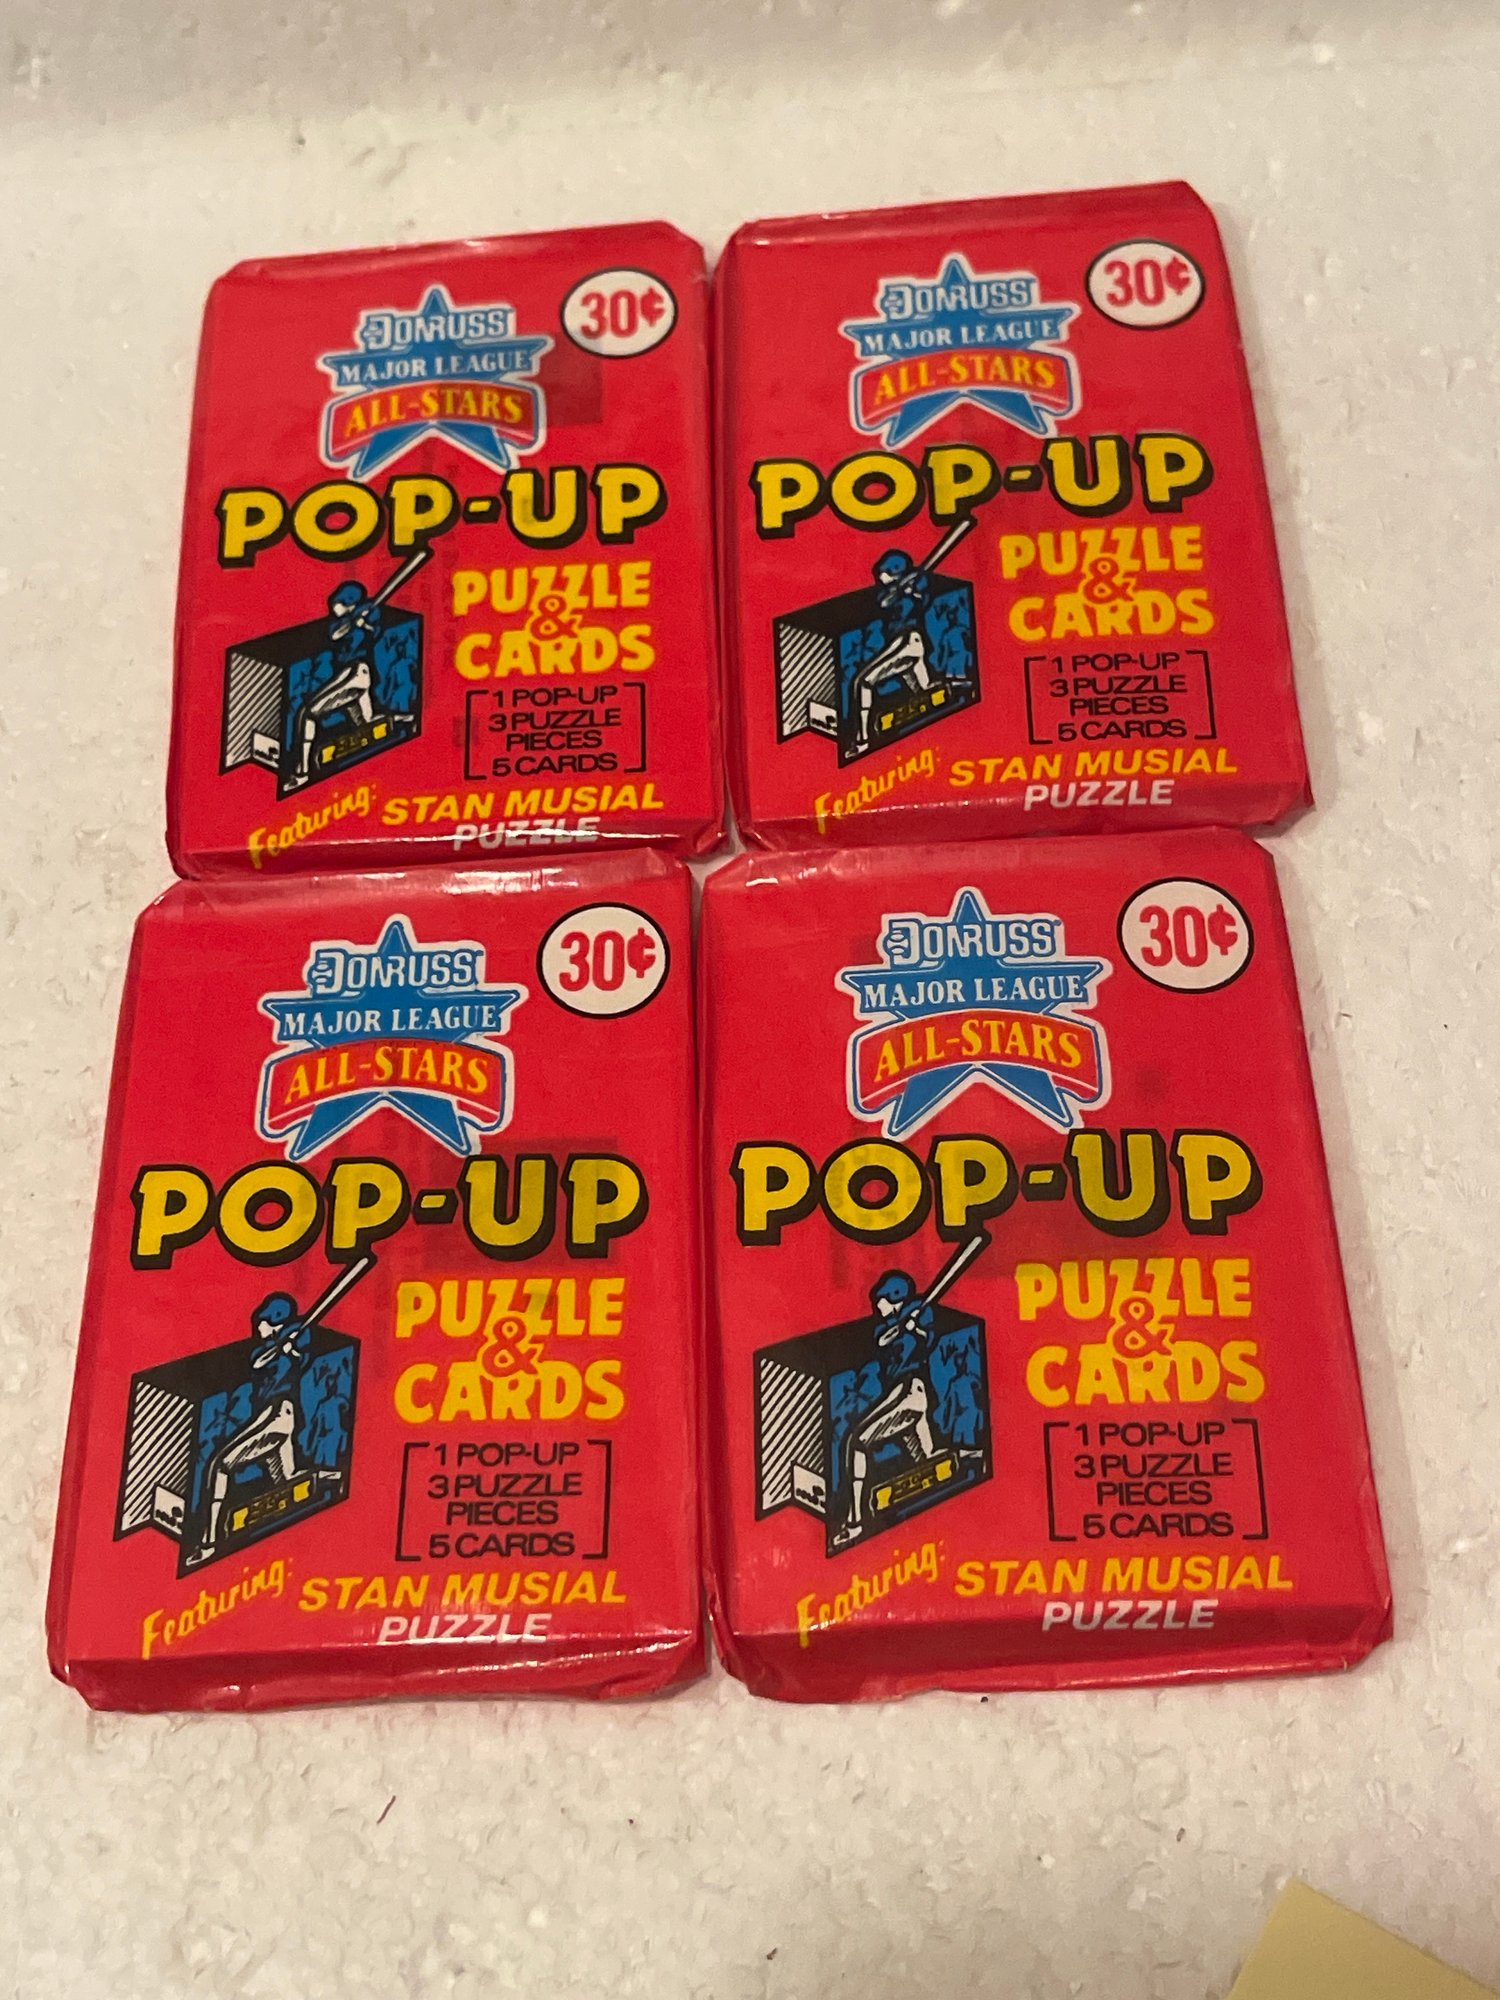 30¢
DONRUSS
MAJOR LEAGUE
ALL-STARS
POP-UP
PUZZLE
&
CARDS
1 POP-UP
3 PUZZLE
PIECES
5 CARDS
Featuring: STAN MUSIAL
PUZZLE
30¢
DONRUSS
MAJOR LEAGUE
ALL-STARS
POP-UP
PUZZLE
&
CARDS
1 POP-UP
3 PUZZLE
PIECES
5 CARDS
Featuring: STAN MUSIAL
PUZZLE
30¢
DONRUSS
MAJOR LEAGUE
ALL-STARS
POP-UP
PUZZLE
&
CARDS
1 POP-UP
3 PUZZLE
PIECES
5 CARDS
Featuring: STAN MUSIAL
PUZZLE
30¢
DONRUSS
MAJOR LEAGUE
ALL-STARS
POP-UP
PUZZLE
&
CARDS
1 POP-UP
3 PUZZLE
PIECES
5 CARDS
Featuring: STAN MUSIAL
PUZZLE